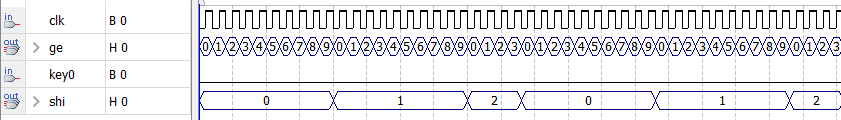 in clk B 0
out > ge H 0 0 1 2 3 4 5 6 7 8 9 0 1 2 3 4 5 6 7 8 9 0 1 2 3 0 1 2 3 4 5 6 7 8 9 0 1 2 3 4 5 6 7 8 9 0 1 2 3
in key0 B 0
out > shi H 0 0 1 2 0 1 2